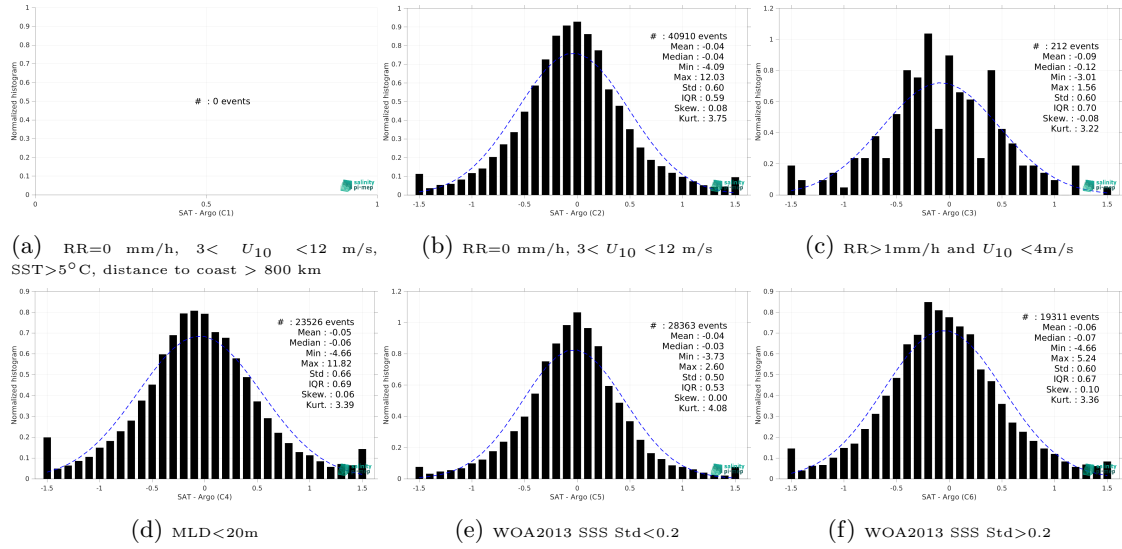 1
0.9
0.8
0.7
0.6
0.5
0.4
0.3
0.2
0.1
0
Normalized histogram
# : 0 events
salinity
pi-mep
0 0.5 1
SAT - Argo (C1)
(a) RR=0 mm/h, 3< U10 <12 m/s,
SST>5°C, distance to coast > 800 km
1
0.9
0.8
0.7
0.6
0.5
0.4
0.3
0.2
0.1
0
Normalized histogram
# : 40910 events
Mean : -0.04
Median : -0.04
Min : -4.09
Max : 12.03
Std : 0.60
IQR : 0.59
Skew. : 0.08
Kurt. : 3.75
salinity
pi-mep
-1.5 -1 -0.5 0 0.5 1 1.5
SAT - Argo (C2)
(b) RR=0 mm/h, 3< U10 <12 m/s
1.2
1
0.8
0.6
0.4
0.2
0
Normalized histogram
# : 212 events
Mean : -0.09
Median : -0.12
Min : -3.01
Max : 1.56
Std : 0.60
IQR : 0.70
Skew. : -0.08
Kurt. : 3.22
salinity
pi-mep
-1.5 -1 -0.5 0 0.5 1 1.5
SAT - Argo (C3)
(c) RR>1mm/h and U10 <4m/s
0.9
0.8
0.7
0.6
0.5
0.4
0.3
0.2
0.1
0
Normalized histogram
# : 23526 events
Mean : -0.05
Median : -0.06
Min : -4.66
Max : 11.82
Std : 0.66
IQR : 0.69
Skew. : 0.06
Kurt. : 3.39
salinity
pi-mep
-1.5 -1 -0.5 0 0.5 1 1.5
SAT - Argo (C4)
(d) MLD<20m
1.2
1
0.8
0.6
0.4
0.2
0
Normalized histogram
# : 28363 events
Mean : -0.04
Median : -0.03
Min : -3.73
Max : 2.60
Std : 0.50
IQR : 0.53
Skew. : 0.00
Kurt. : 4.08
salinity
pi-mep
-1.5 -1 -0.5 0 0.5 1 1.5
SAT - Argo (C5)
(e) WOA2013 SSS Std<0.2
0.9
0.8
0.7
0.6
0.5
0.4
0.3
0.2
0.1
0
Normalized histogram
# : 19311 events
Mean : -0.06
Median : -0.07
Min : -4.66
Max : 5.24
Std : 0.60
IQR : 0.67
Skew. : 0.10
Kurt. : 3.36
salinity
pi-mep
-1.5 -1 -0.5 0 0.5 1 1.5
SAT - Argo (C6)
(f) WOA2013 SSS Std>0.2